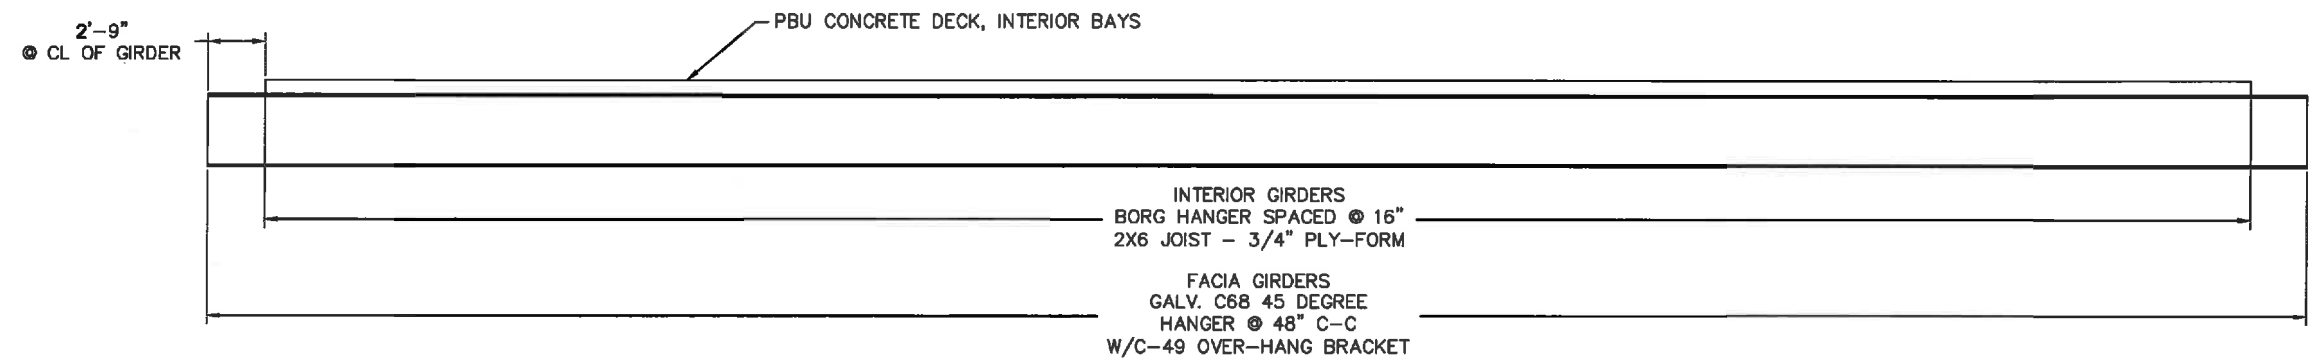 2'-9"
@ CL OF GIRDER
PBU CONCRETE DECK, INTERIOR BAYS
INTERIOR GIRDERS
BORG HANGER SPACED @ 16"
2X6 JOIST - 3/4" PLY-FORM
FACIA GIRDERS
GALV. C68 45 DEGREE
HANGER @ 48" C-C
W/C-49 OVER-HANG BRACKET